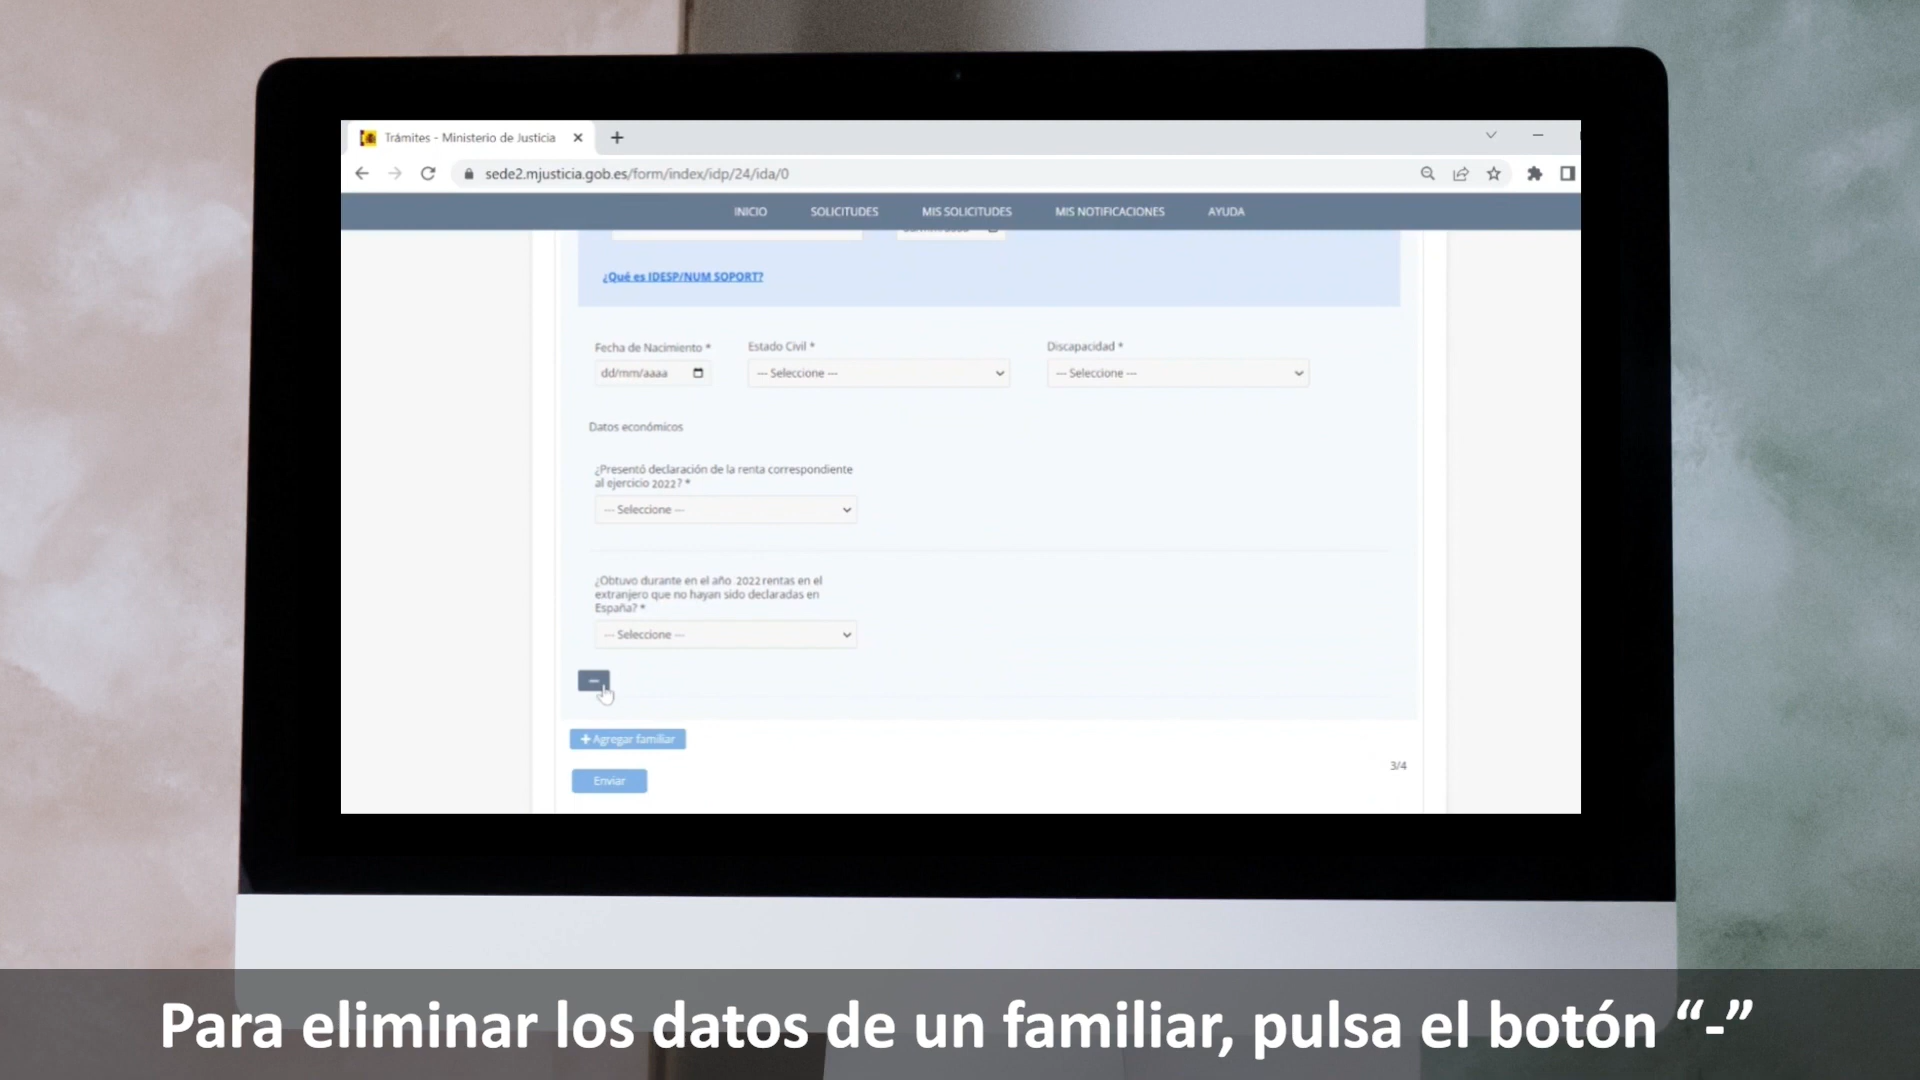 Trámites - Ministerio de Justicia
sede2.mjusticia.gob.es/form/index/idp/24/ida/0
INICIO SOLICITUDES MIS SOLICITUDES MIS NOTIFICACIONES AYUDA
¿Qué es IDESP/NUM SOPORT?
Fecha de Nacimiento * Estado Civil * Discapacidad *
dd/mm/aaaa --- Seleccione --- --- Seleccione ---
Datos económicos
¿Presentó declaración de la renta correspondiente
al ejercicio 2022? *
--- Seleccione ---
¿Obtuvo durante en el año 2022 rentas en el
extranjero que no hayan sido declaradas en
España? *
--- Seleccione ---
+ Agregar familiar
3/4
Enviar
Para eliminar los datos de un familiar, pulsa el botón “-”